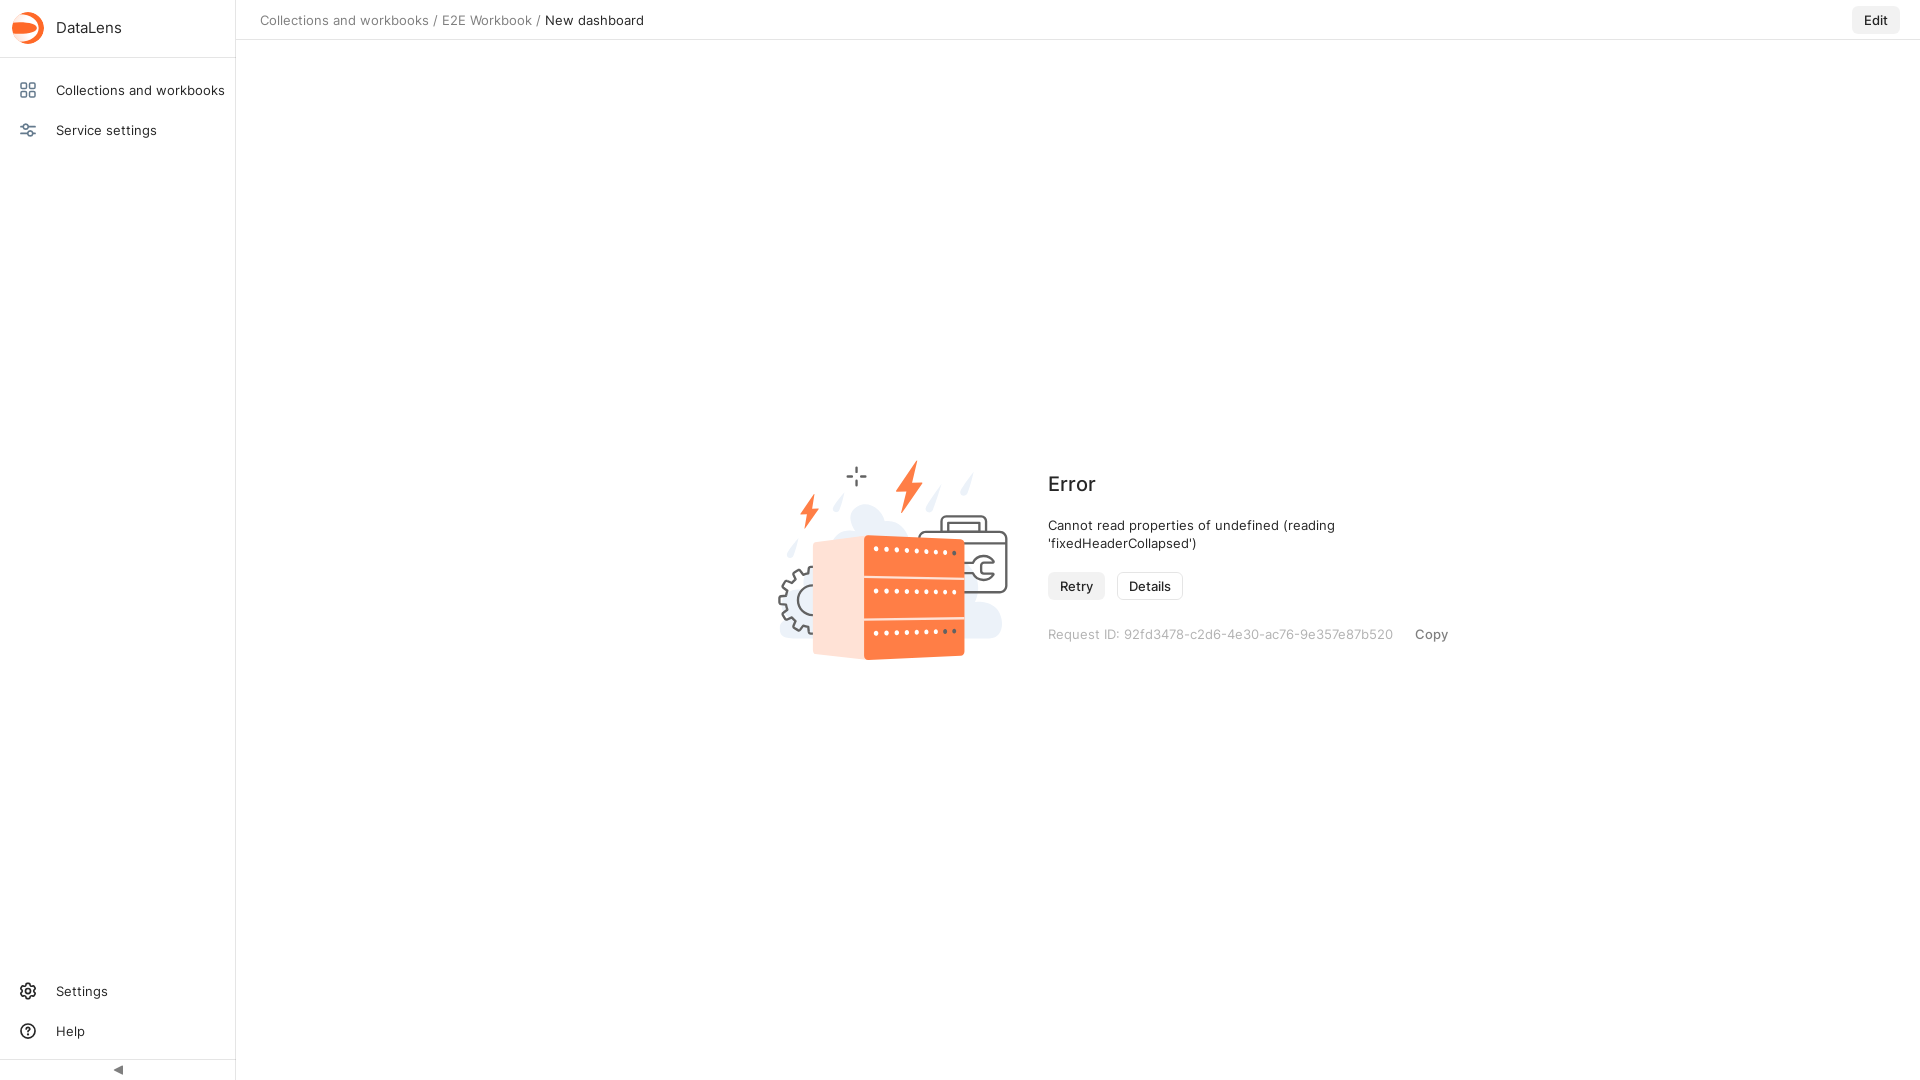 DataLens
Collections and workbooks / E2E Workbook / New dashboard
Edit
Collections and workbooks
Service settings
Error
Cannot read properties of undefined (reading
'fixedHeaderCollapsed')
Retry
Details
Request ID: 92fd3478-c2d6-4e30-ac76-9e357e87b520
Copy
Settings
Help